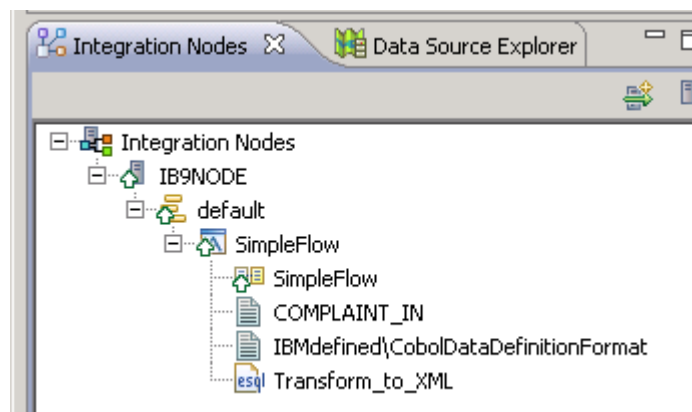 Integration Nodes Data Source Explorer
Integration Nodes
IB9NODE
default
SimpleFlow
SimpleFlow
COMPLAINT_IN
IBMdefined\CobolDataDefinitionFormat
esql Transform_to_XML